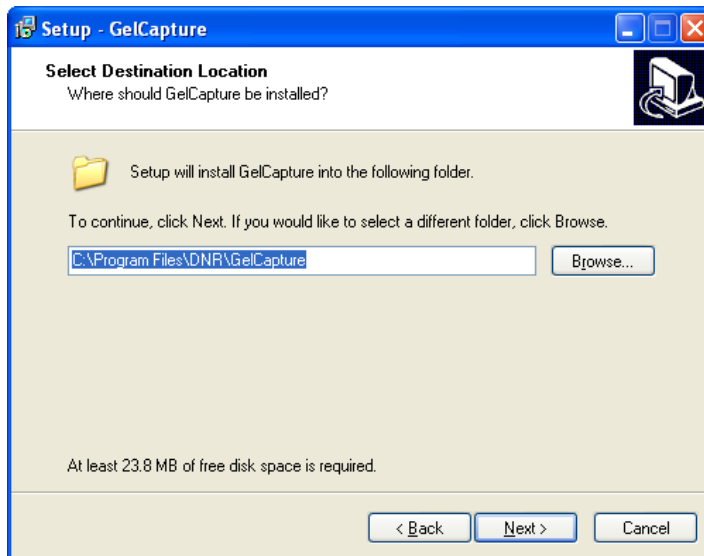 Setup - GelCapture
Select Destination Location
Where should GelCapture be installed?
Setup will install GelCapture into the following folder.
To continue, click Next. If you would like to select a different folder, click Browse.
C:\Program Files\DNR\GelCapture
Browse...
At least 23.8 MB of free disk space is required.
< Back
Next >
Cancel